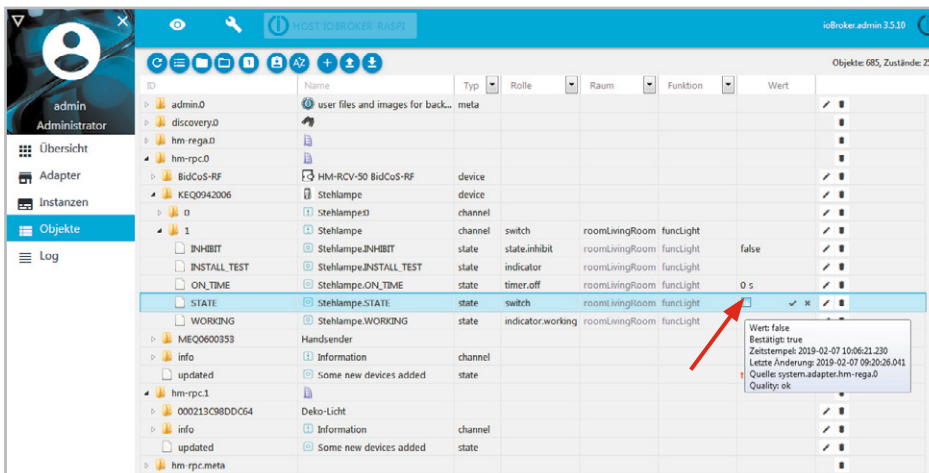 HOST IOBROKER RASPI
ioBroker.admin 3.5.10
Objekte: 685, Zustände: 25
admin
Administrator
Übersicht
Adapter
Instanzen
Objekte
Log
ID Name Typ Rolle Raum Funktion Wert
admin.0 user files and images for back... meta
discovery.0
hm-rega.0
hm-rpc.0
BidCoS-RF HM-RCV-50 BidCoS-RF device
KEQ0942006 Stehlampe device
0 Stehlampe:0 channel
1 Stehlampe channel switch roomLivingRoom funcLight
INHIBIT Stehlampe.INHIBIT state state.inhibit roomLivingRoom funcLight false
INSTALL_TEST Stehlampe.INSTALL_TEST state indicator roomLivingRoom funcLight
ON_TIME Stehlampe.ON_TIME state timer.off roomLivingRoom funcLight 0 s
STATE Stehlampe.STATE state switch roomLivingRoom funcLight
WORKING Stehlampe.WORKING state indicator.working roomLivingRoom funcLight
MEQ0600353 Handsender
info Information channel
updated Some new devices added state
hm-rpc.1
000213C98DDC64 Deko-Licht
info Information channel
updated Some new devices added state
hm-rpc.meta
Wert: false
Bestätigt: true
Zeitstempel: 2019-02-07 10:06:21.230
Letzte Änderung: 2019-02-07 09:20:26.041
Quelle: system.adapter.hm-rega.0
Quality: ok